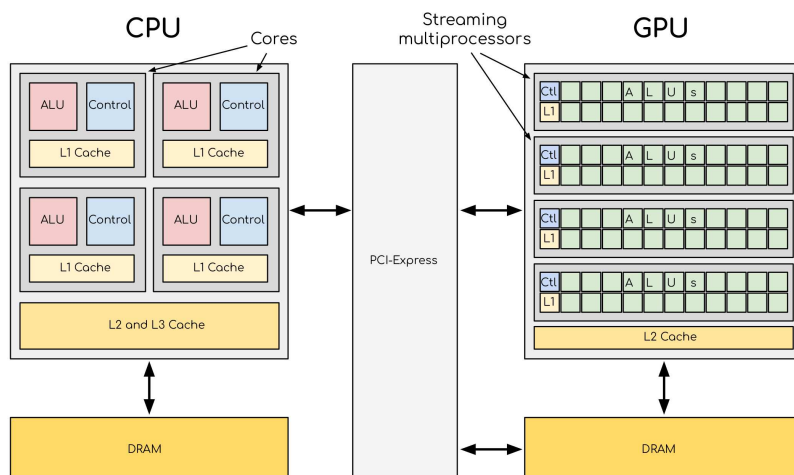 CPU
Cores
Streaming
multiprocessors
GPU
ALU
Control
L1 Cache
ALU
Control
L1 Cache
ALU
Control
L1 Cache
ALU
Control
L1 Cache
L2 and L3 Cache
DRAM
PCI-Express
Ctl A L U s
L1
Ctl A L U s
L1
Ctl A L U s
L1
Ctl A L U s
L1
L2 Cache
DRAM